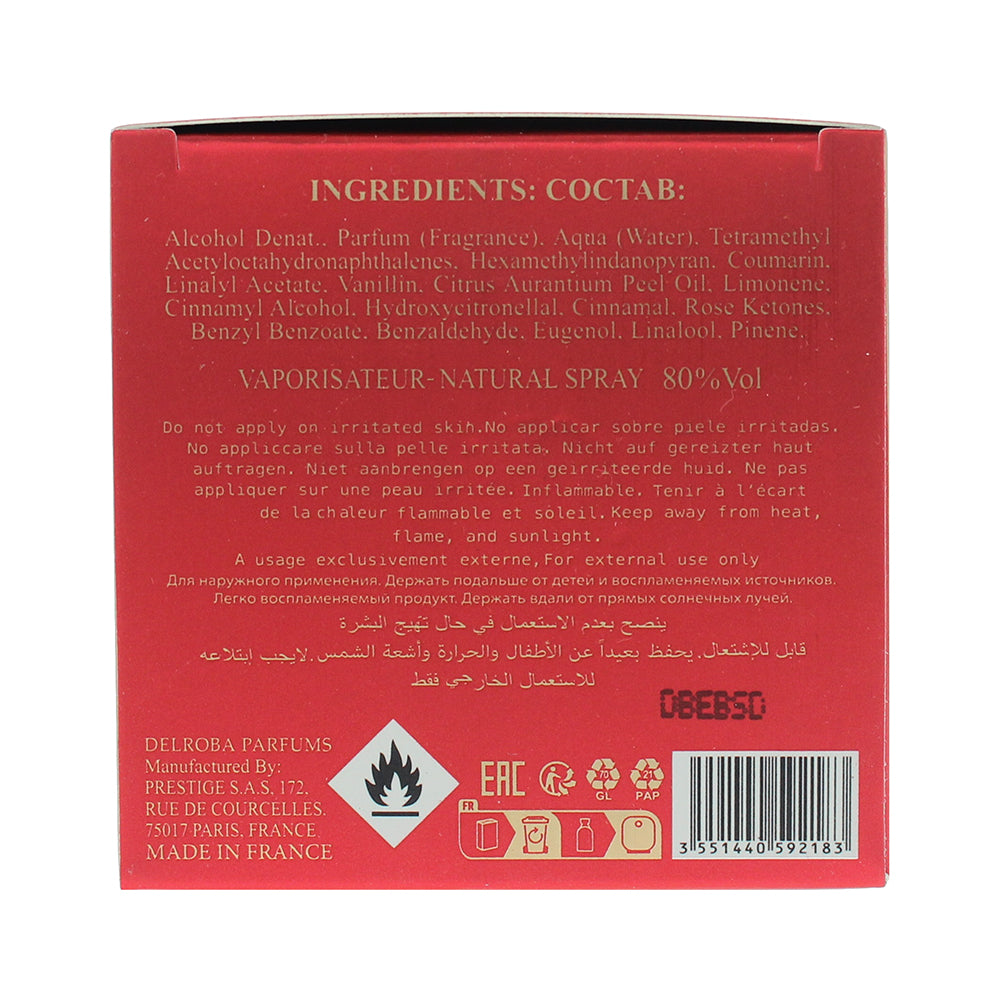 INGREDIENTS: COCTAB:
Alcohol Denat.. Parfum (Fragrance). Aqua (Water). Tetramethyl
Acetyloctahydronaphthalenes, Hexamethylindanopyran, Coumarin,
Linalyl Acetate, Vanillin, Citrus Aurantium Peel Oil, Limonene,
Cinnamyl Alcohol, Hydroxycitronellal, Cinnamal, Rose Ketones,
Benzyl Benzoate, Benzaldehyde, Eugenol, Linalool, Pinene,
VAPORISATEUR-NATURAL SPRAY 80%Vol
Do not apply on irritated skih.No applicar sobre piele irritadas.
No appliccare sulla pelle irritata, Nicht auf gereizter haut
auftragen. Niet aanbrengen op een geirriteerde huid. Ne pas
appliquer sur une peau irritée. Inflammable. Tenir à l'écart
de la chaleur flammable et soleil. Keep away from heat,
flame, and sunlight.
A usage exclusivement externe,For external use only
Для наружного применения. Держать подальше от детей и воспламеняемых источников.
Легко воспламеняемый продукт. Держать вдали от прямых солнечных лучей.
ينصح بعدم الاستعمال في حال تهيج البشرة
قابل للإشتعال. يحفظ بعيداً عن الأطفال والحرارة وأشعة الشمس. لايجب إبتلاعه
للاستعمال الخارجي فقط
DELROBA PARFUMS
Manufactured By:
PRESTIGE S.A.S, 172,
RUE DE COURCELLES,
75017 PARIS, FRANCE
MADE IN FRANCE
EAC
70
GL
21
PAP
FR
3 551440 592183